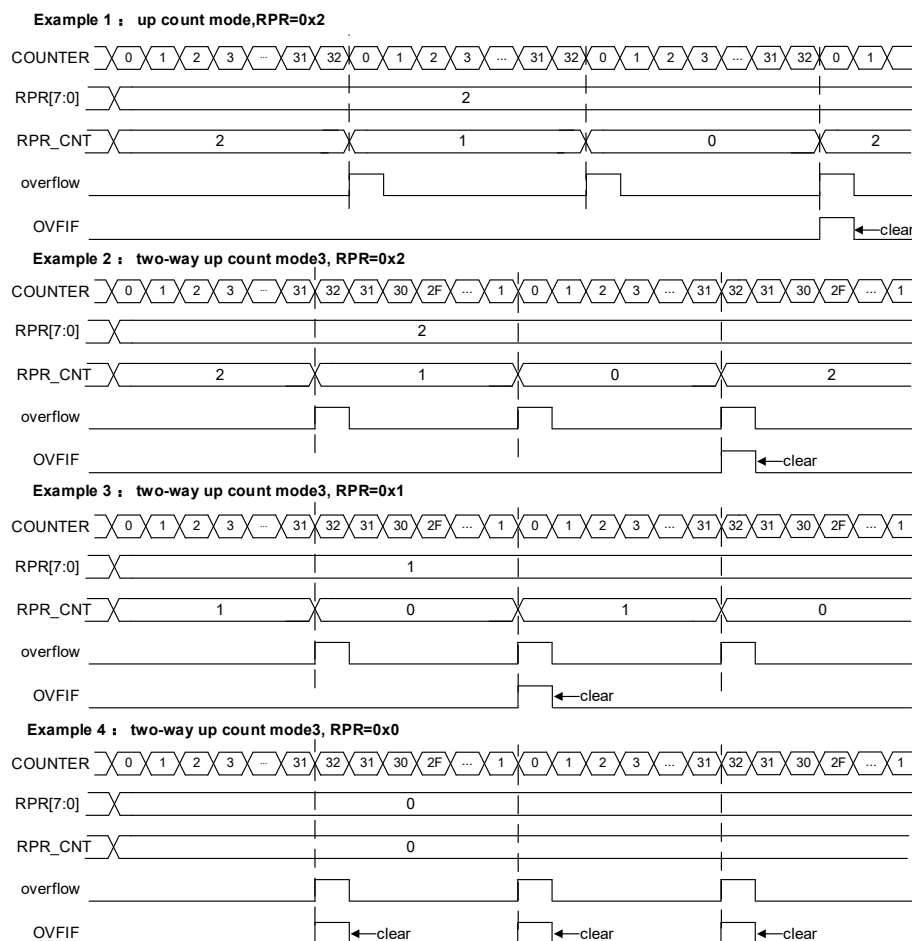 Example 1 : up count mode,RPR=0x2
COUNTER 0 1 2 3 ... 31 32 0 1 2 3 ... 31 32 0 1 2 3 ... 31 32 0 1
RPR[7:0] 2
RPR_CNT 2 1 0 2
overflow
OVFIF clear
Example 2 : two-way up count mode3, RPR=0x2
COUNTER 0 1 2 3 ... 31 32 31 30 2F ... 1 0 1 2 3 ... 31 32 31 30 2F ... 1
RPR[7:0] 2
RPR_CNT 2 1 0 2
overflow
OVFIF clear
Example 3 : two-way up count mode3, RPR=0x1
COUNTER 0 1 2 3 ... 31 32 31 30 2F ... 1 0 1 2 3 ... 31 32 31 30 2F ... 1
RPR[7:0] 1
RPR_CNT 1 0 1 0
overflow
OVFIF clear
Example 4 : two-way up count mode3, RPR=0x0
COUNTER 0 1 2 3 ... 31 32 31 30 2F ... 1 0 1 2 3 ... 31 32 31 30 2F ... 1
RPR[7:0] 0
RPR_CNT 0
overflow
OVFIF clear clear clear